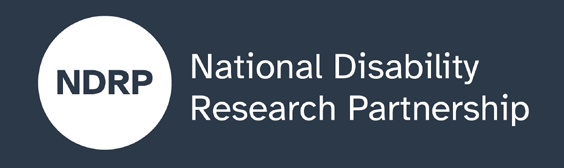 NDRP
National Disability
Research Partnership